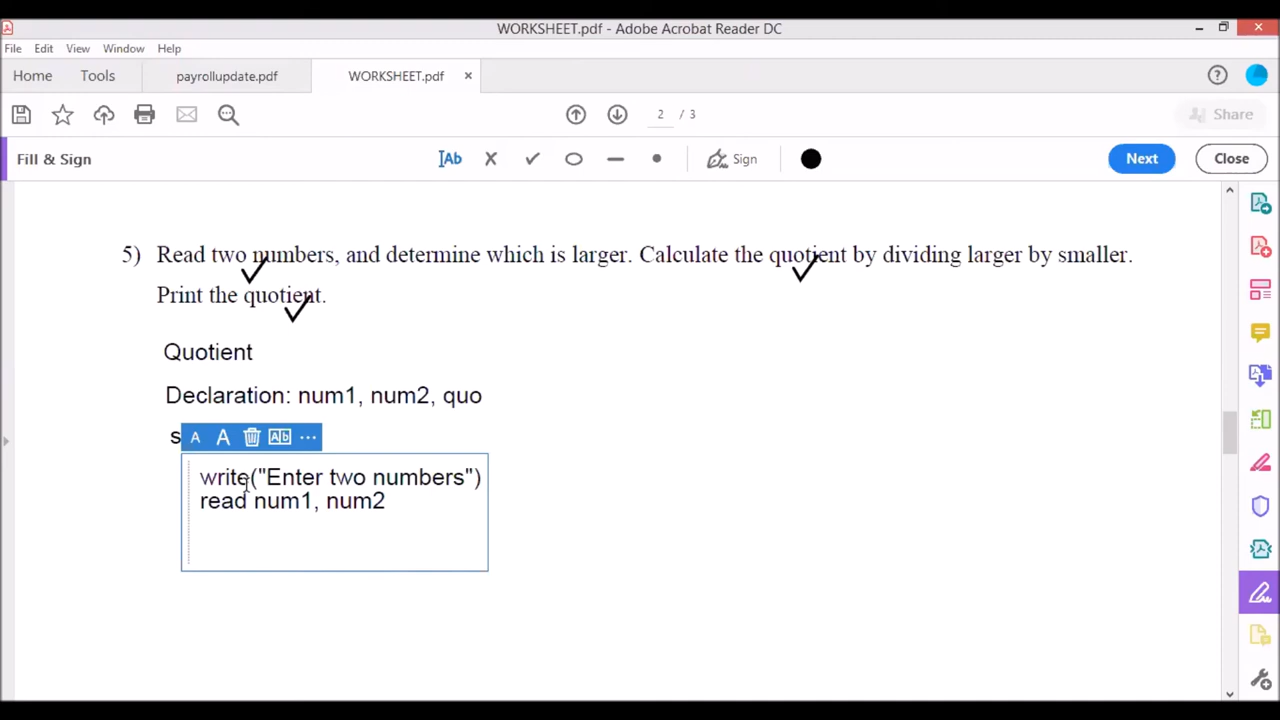 WORKSHEET.pdf - Adobe Acrobat Reader DC
File Edit View Window Help
Home Tools payrollupdate.pdf WORKSHEET.pdf ×
2 / 3 Share
Fill & Sign Ab Sign Next Close
5) Read two numbers, and determine which is larger. Calculate the quotient by dividing larger by smaller.
Print the quotient.
Quotient
Declaration: num1, num2, quo
s A A Ab ...
write("Enter two numbers")
read num1, num2